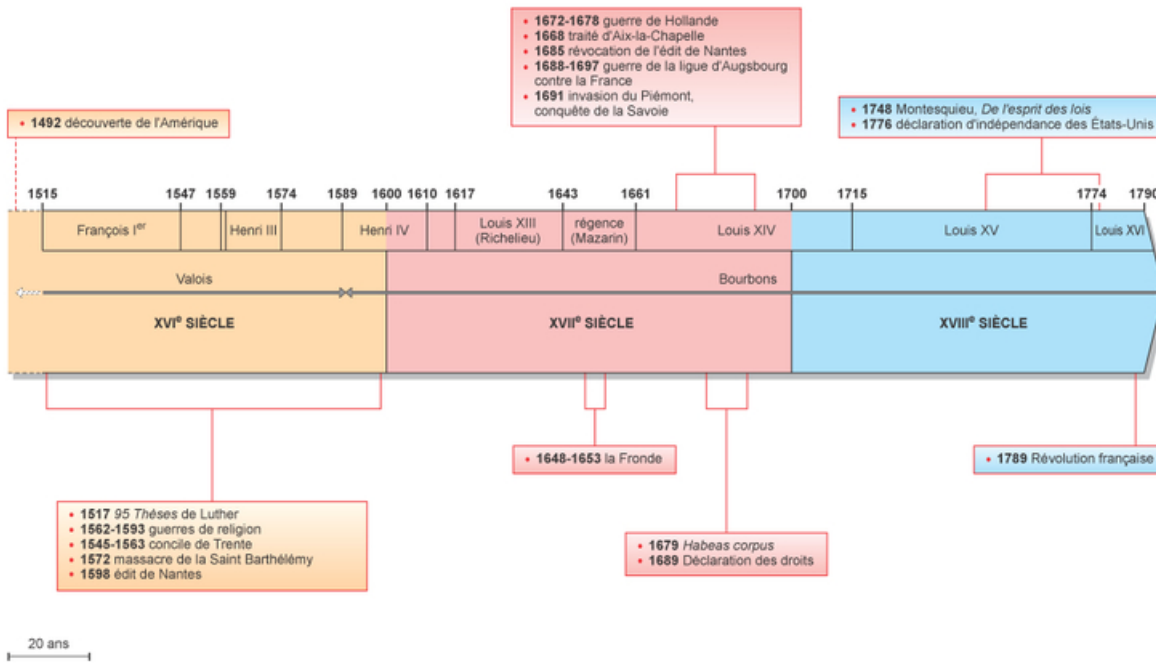 • 1672-1678 guerre de Hollande
• 1668 traité d'Aix-la-Chapelle
• 1685 révocation de l'édit de Nantes
• 1688-1697 guerre de la ligue d'Augsbourg
contre la France
• 1691 invasion du Piémont,
conquête de la Savoie
• 1492 découverte de l'Amérique
• 1748 Montesquieu, De l'esprit des lois
• 1776 déclaration d'indépendance des États-Unis
1515 1547 1559 1574 1589 1600 1610 1617 1643 1661 1700 1715 1774 1790
François Ier Henri III Henri IV Louis XIII régence Louis XIV Louis XV Louis XVI
(Richelieu) (Mazarin)
Valois Bourbons
XVIe SIÈCLE XVIIe SIÈCLE XVIIIe SIÈCLE
• 1648-1653 la Fronde
• 1789 Révolution française
• 1517 95 Thèses de Luther
• 1562-1593 guerres de religion
• 1545-1563 concile de Trente
• 1572 massacre de la Saint Barthélémy
• 1598 édit de Nantes
• 1679 Habeas corpus
• 1689 Déclaration des droits
20 ans